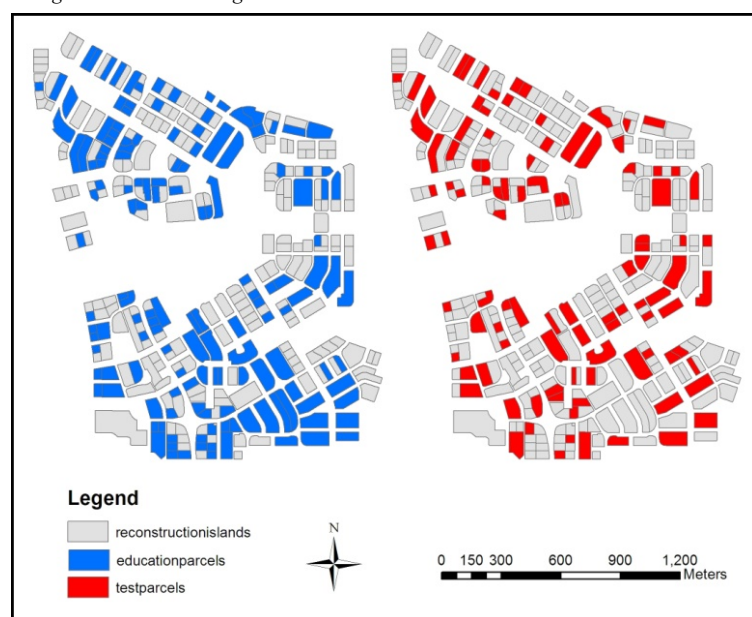 Legend
reconstructionislands
educationparcels
testparcels
N
0 150 300 600 900 1,200
Meters